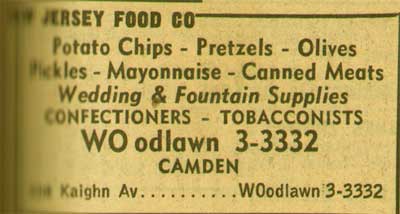 JERSEY FOOD CO
Potato Chips - Pretzels - Olives
Pickles - Mayonnaise - Canned Meats
Wedding & Fountain Supplies
CONFECTIONERS - TOBACCONISTS
WO odlawn 3-3332
CAMDEN
Kaighn Av..........WOodlawn 3-3332